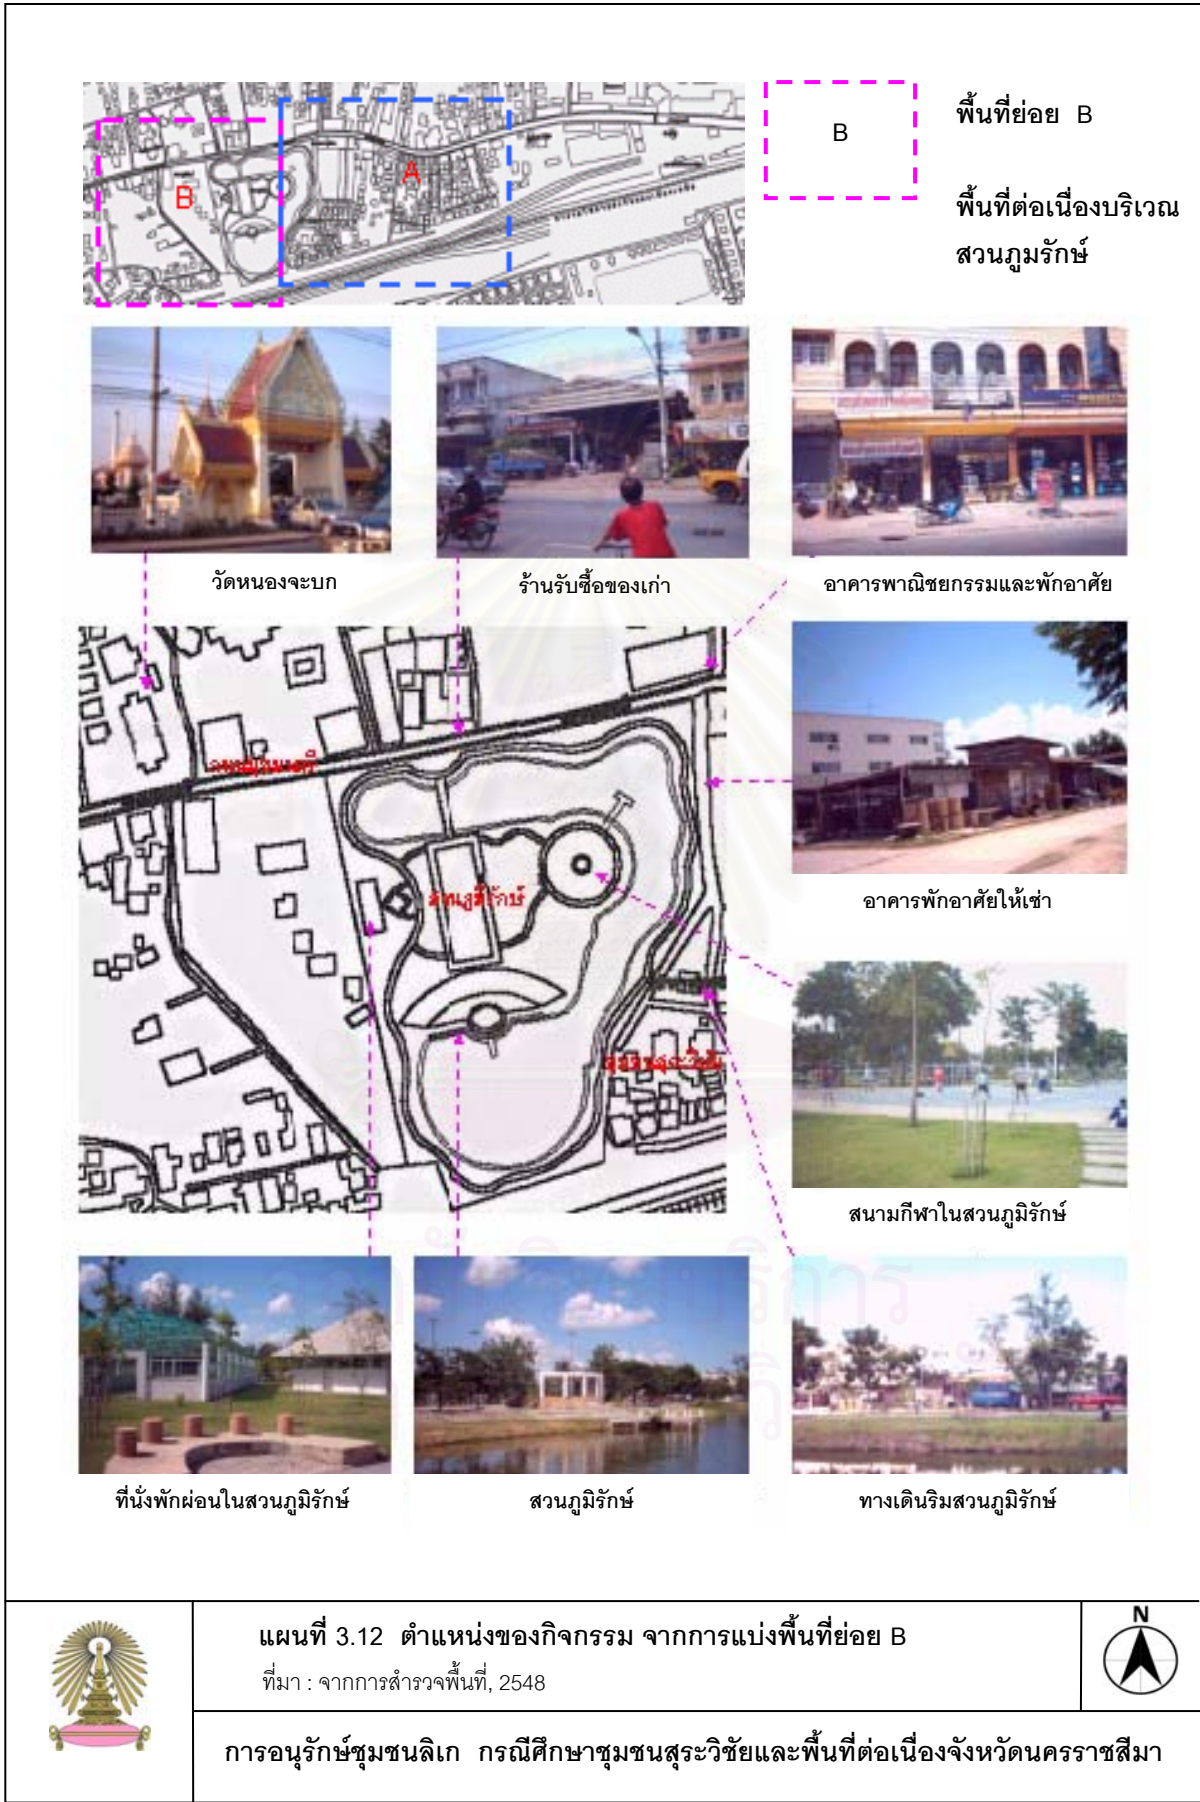 B
A
B
พื้นที่ย่อย B
พื้นที่ต่อเนื่องบริเวณ
สวนภูมรักษ์
วัดหนองจะบก
ร้านรับซื้อของเก่า
อาคารพาณิชยกรรมและพักอาศัย
อาคารพักอาศัยให้เช่า
สนามกีฬาในสวนภูมิรักษ์
ที่นั่งพักผ่อนในสวนภูมิรักษ์
สวนภูมิรักษ์
ทางเดินริมสวนภูมิรักษ์
แผนที่ 3.12 ตำแหน่งของกิจกรรม จากการแบ่งพื้นที่ย่อย B
ที่มา : จากการสำรวจพื้นที่, 2548
N
การอนุรักษ์ชุมชนลิเก กรณีศึกษาชุมชนสุระวิชัยและพื้นที่ต่อเนื่องจังหวัดนครราชสีมา